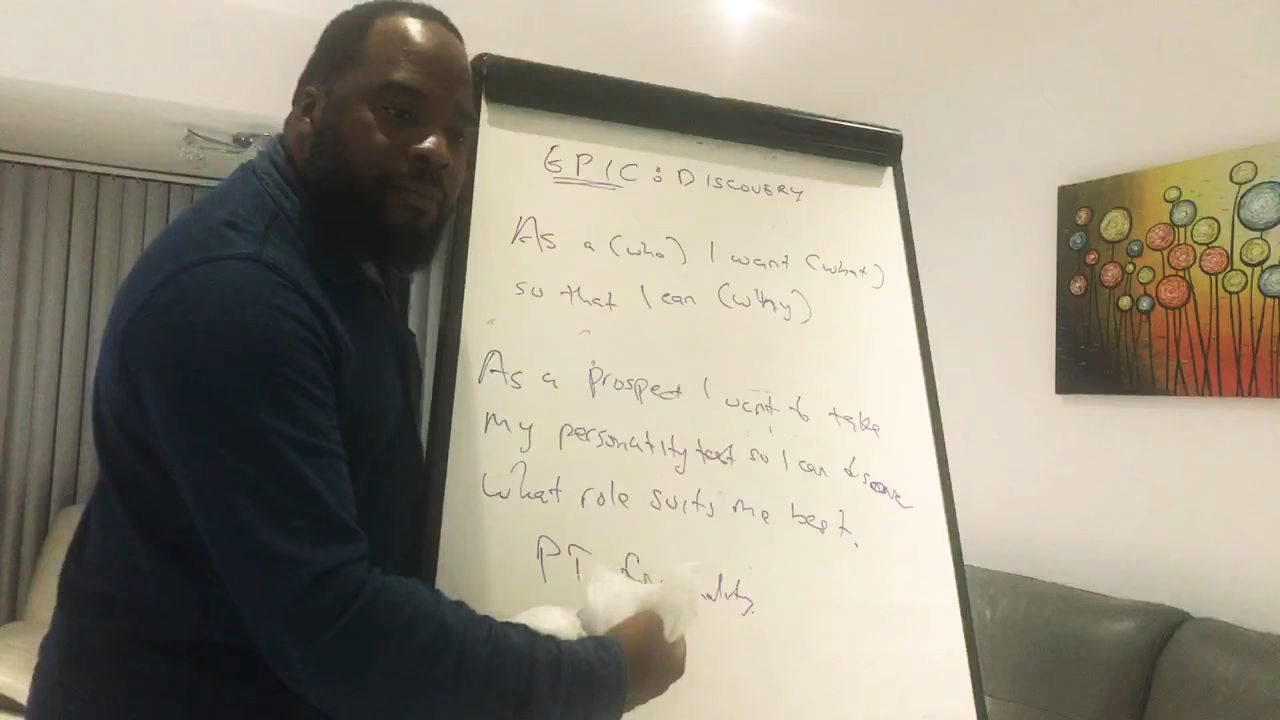 EPIC: DISCOVERY
As a (who) I want (what)
so that I can (why)
As a prospect I want to take
My personality test so I can
what role suits me best.
PT